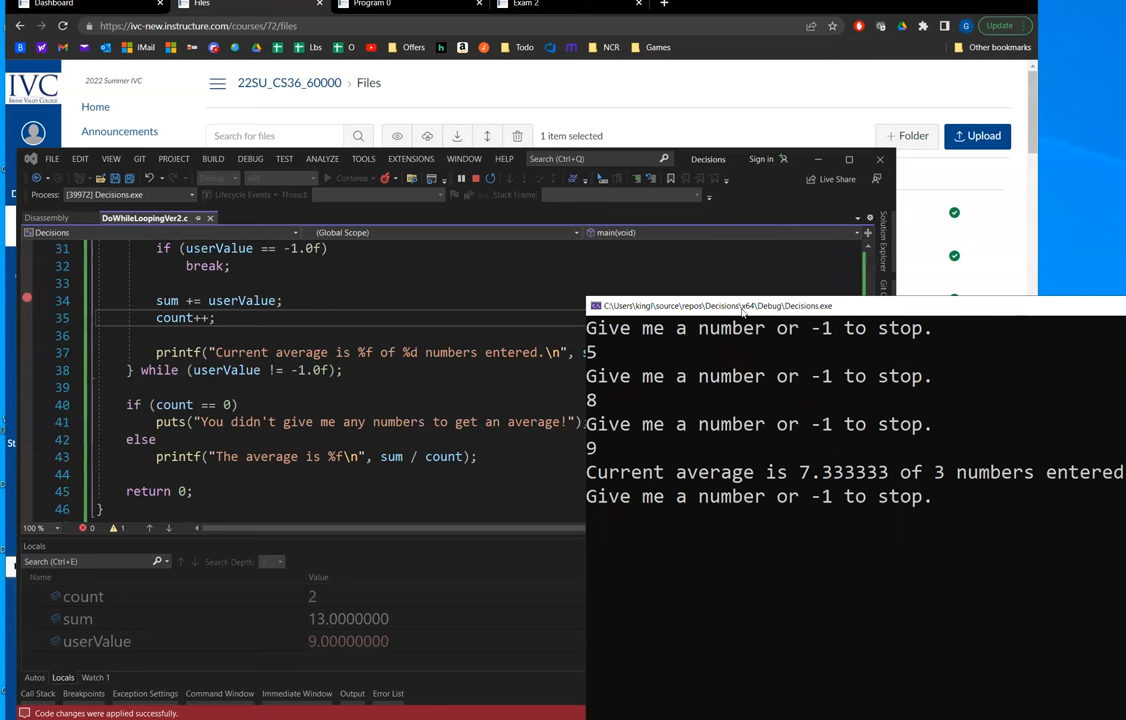 Dashboard
Files
Program 0
Exam 2
https://ivc-new.instructure.com/courses/72/files
G
Update
IMail
Lbs
O
Offers
Todo
NCR
Games
Other bookmarks
IVC
2022 Summer IVC
22SU_CS36_60000 › Files
Home
Announcements
Search for files
1 item selected
+ Folder
Upload
FILE EDIT VIEW GIT PROJECT BUILD DEBUG TEST ANALYZE TOOLS EXTENSIONS WINDOW HELP
Search (Ctrl+Q)
Decisions
Sign in
Debug x64 Continue
Live Share
Process: [39972] Decisions.exe
Lifecycle Events Thread:
Stack Frame:
Disassembly
DoWhileLoopingVer2.c
Decisions
(Global Scope)
main(void)
Solution Explorer
31 if (userValue == -1.0f)
32 break;
33
34 sum += userValue;
35 count++;
36
37 printf("Current average is %f of %d numbers entered.\n", s
38 } while (userValue != -1.0f);
39
40 if (count == 0)
41 puts("You didn't give me any numbers to get an average!");
42 else
43 printf("The average is %f\n", sum / count);
44
45 return 0;
46 }
100 %
0
1
Locals
Search (Ctrl+E)
Search Depth: 3
Name Value
count 2
sum 13.0000000
userValue 9.00000000
Autos Locals Watch 1
Call Stack Breakpoints Exception Settings Command Window Immediate Window Output Error List
Code changes were applied successfully.
C:\Users\kingl\source\repos\Decisions\x64\Debug\Decisions.exe
Give me a number or -1 to stop.
5
Give me a number or -1 to stop.
8
Give me a number or -1 to stop.
9
Current average is 7.333333 of 3 numbers entered
Give me a number or -1 to stop.